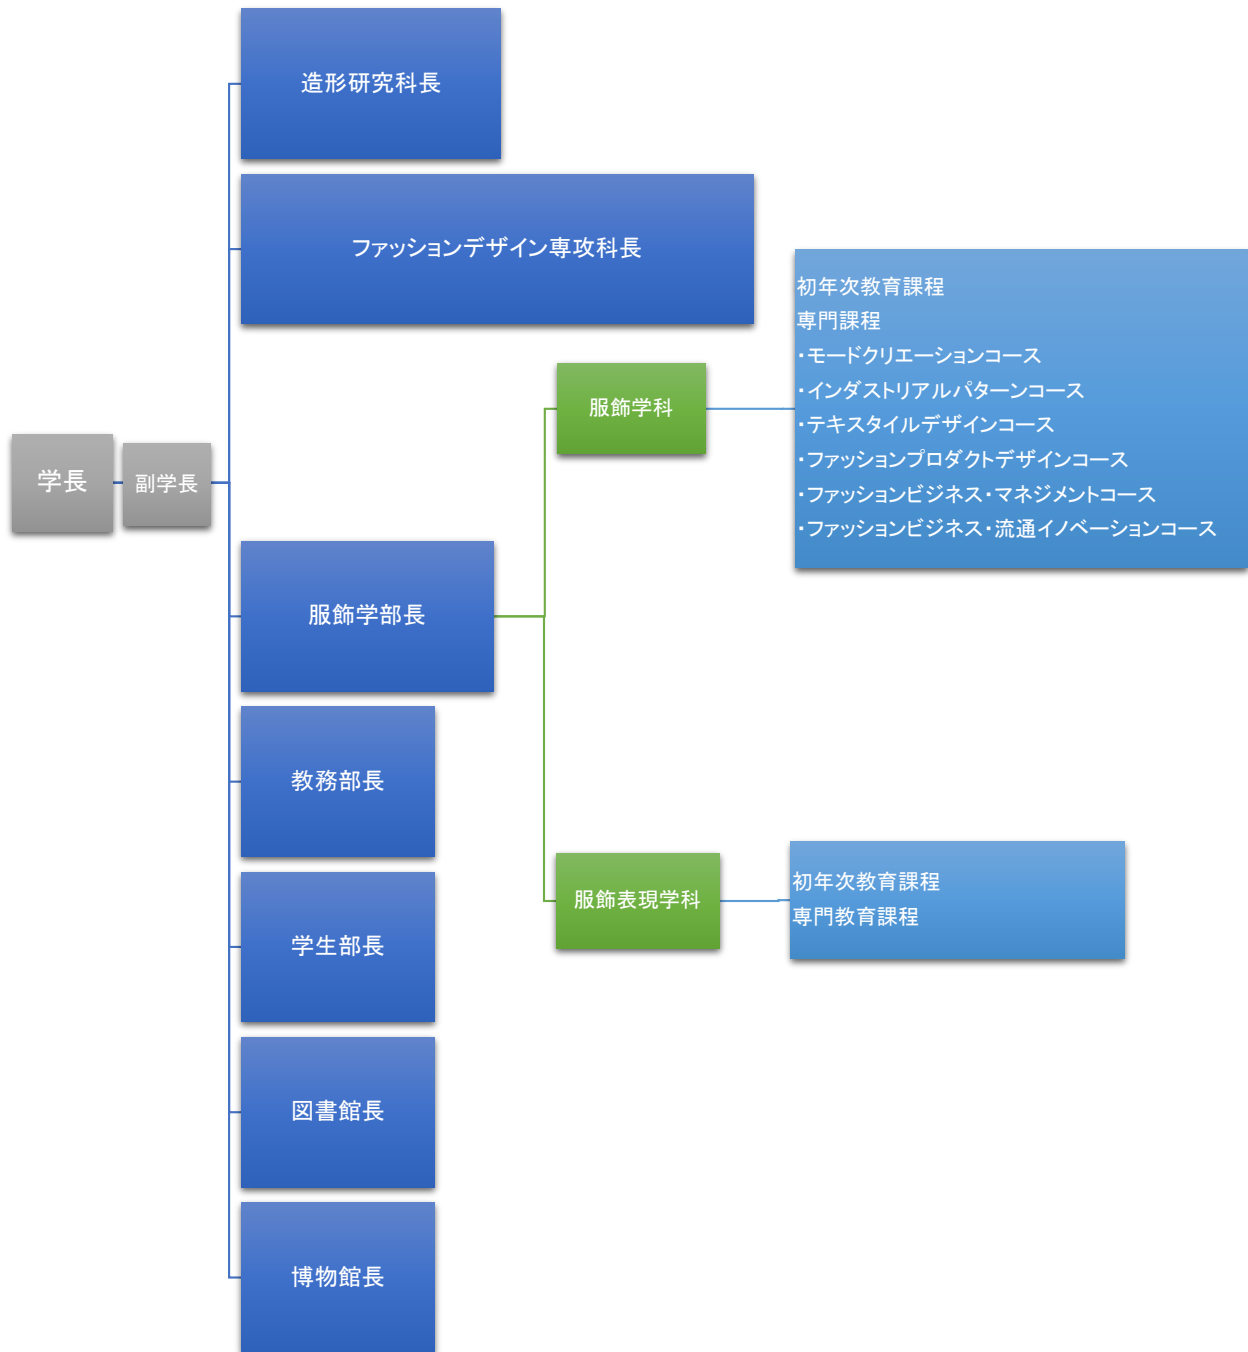 学長
副学長
造形研究科長
ファッションデザイン専攻科長
服飾学部長
服飾学科
初年次教育課程
専門課程
・モードクリエーションコース
・インダストリアルパターンコース
・テキスタイルデザインコース
・ファッションプロダクトデザインコース
・ファッションビジネス・マネジメントコース
・ファッションビジネス・流通イノベーションコース
服飾表現学科
初年次教育課程
専門教育課程
教務部長
学生部長
図書館長
博物館長